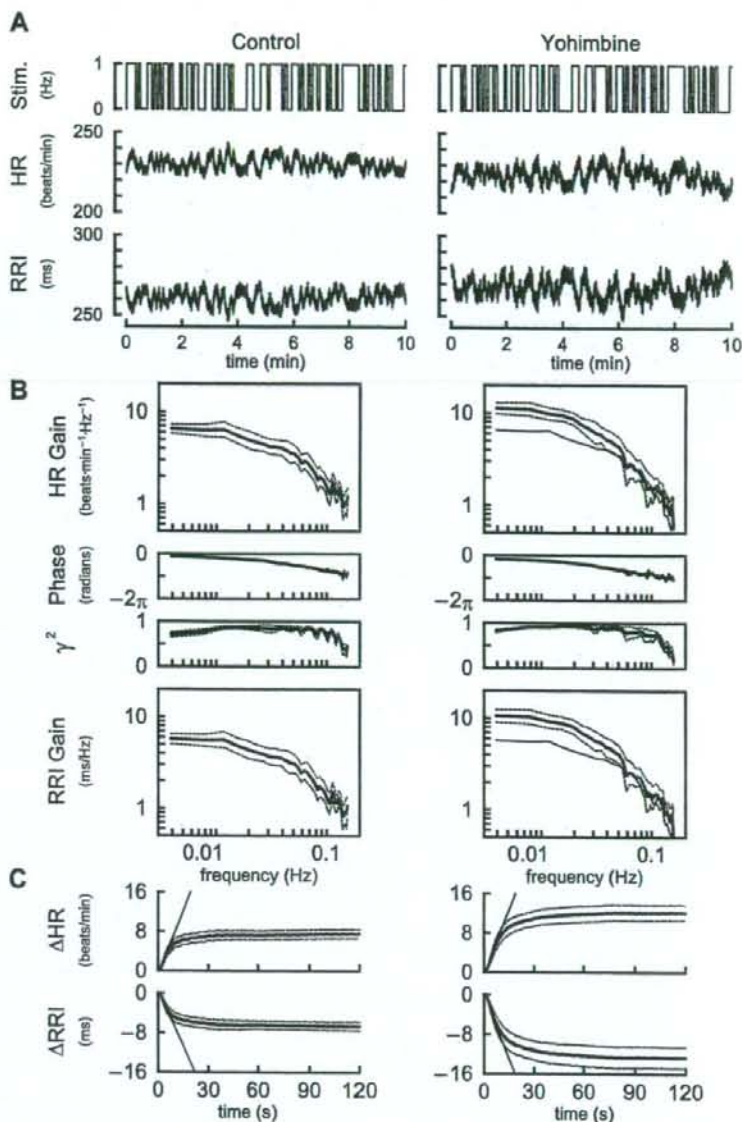 A
Control Yohimbine
Stim.
(Hz)
1
0
HR
(beats/min)
250
200
RRI
(ms)
300
250
0 2 4 6 8 10 0 2 4 6 8 10
time (min) time (min)
B
HR Gain
(beats·min⁻¹·Hz⁻¹)
10
1
10
1
Phase
(radians)
0
−2π
0
−2π
γ²
1
0
1
0
RRI Gain
(ms/Hz)
10
1
10
1
0.01 0.1 0.01 0.1
frequency (Hz) frequency (Hz)
C
ΔHR
(beats/min)
16
8
0
16
8
0
ΔRRI
(ms)
0
−8
−16
0
−8
−16
0 30 60 90 120 0 30 60 90 120
time (s) time (s)